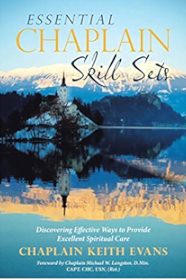 ESSENTIAL
CHAPLAIN
Skill Sets
Discovering Effective Ways to Provide
Excellent Spiritual Care
CHAPLAIN KEITH EVANS
Foreword by Chaplain Michael W. Langston, D.Min.
CAPT, CHC, USN, (Ret.)